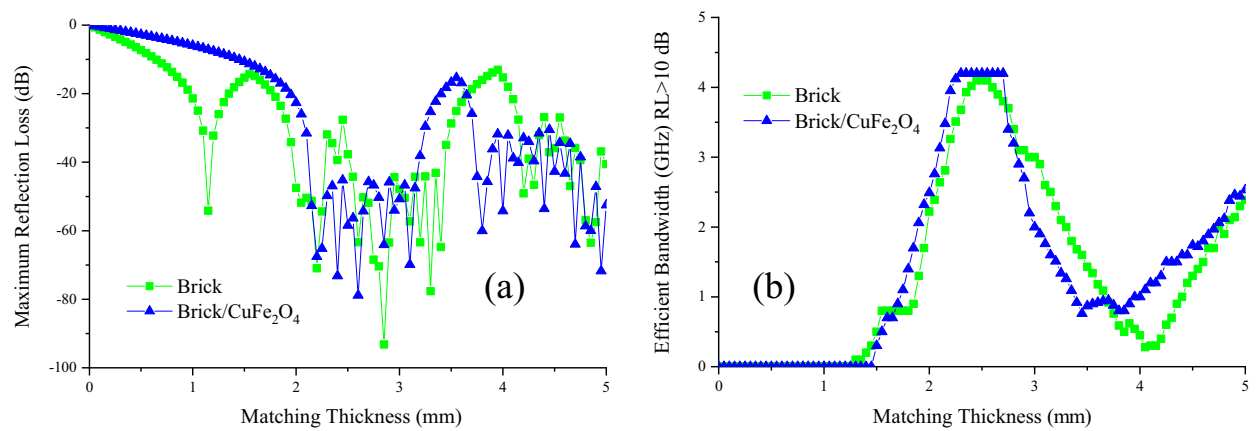 Maximum Reflection Loss (dB)
0
-20
-40
-60
-80
-100
Brick
Brick/CuFe₂O₄
(a)
0 1 2 3 4 5
Matching Thickness (mm)
Efficient Bandwidth (GHz) RL>10 dB
5
4
3
2
1
0
Brick
Brick/CuFe₂O₄
(b)
0 1 2 3 4 5
Matching Thickness (mm)